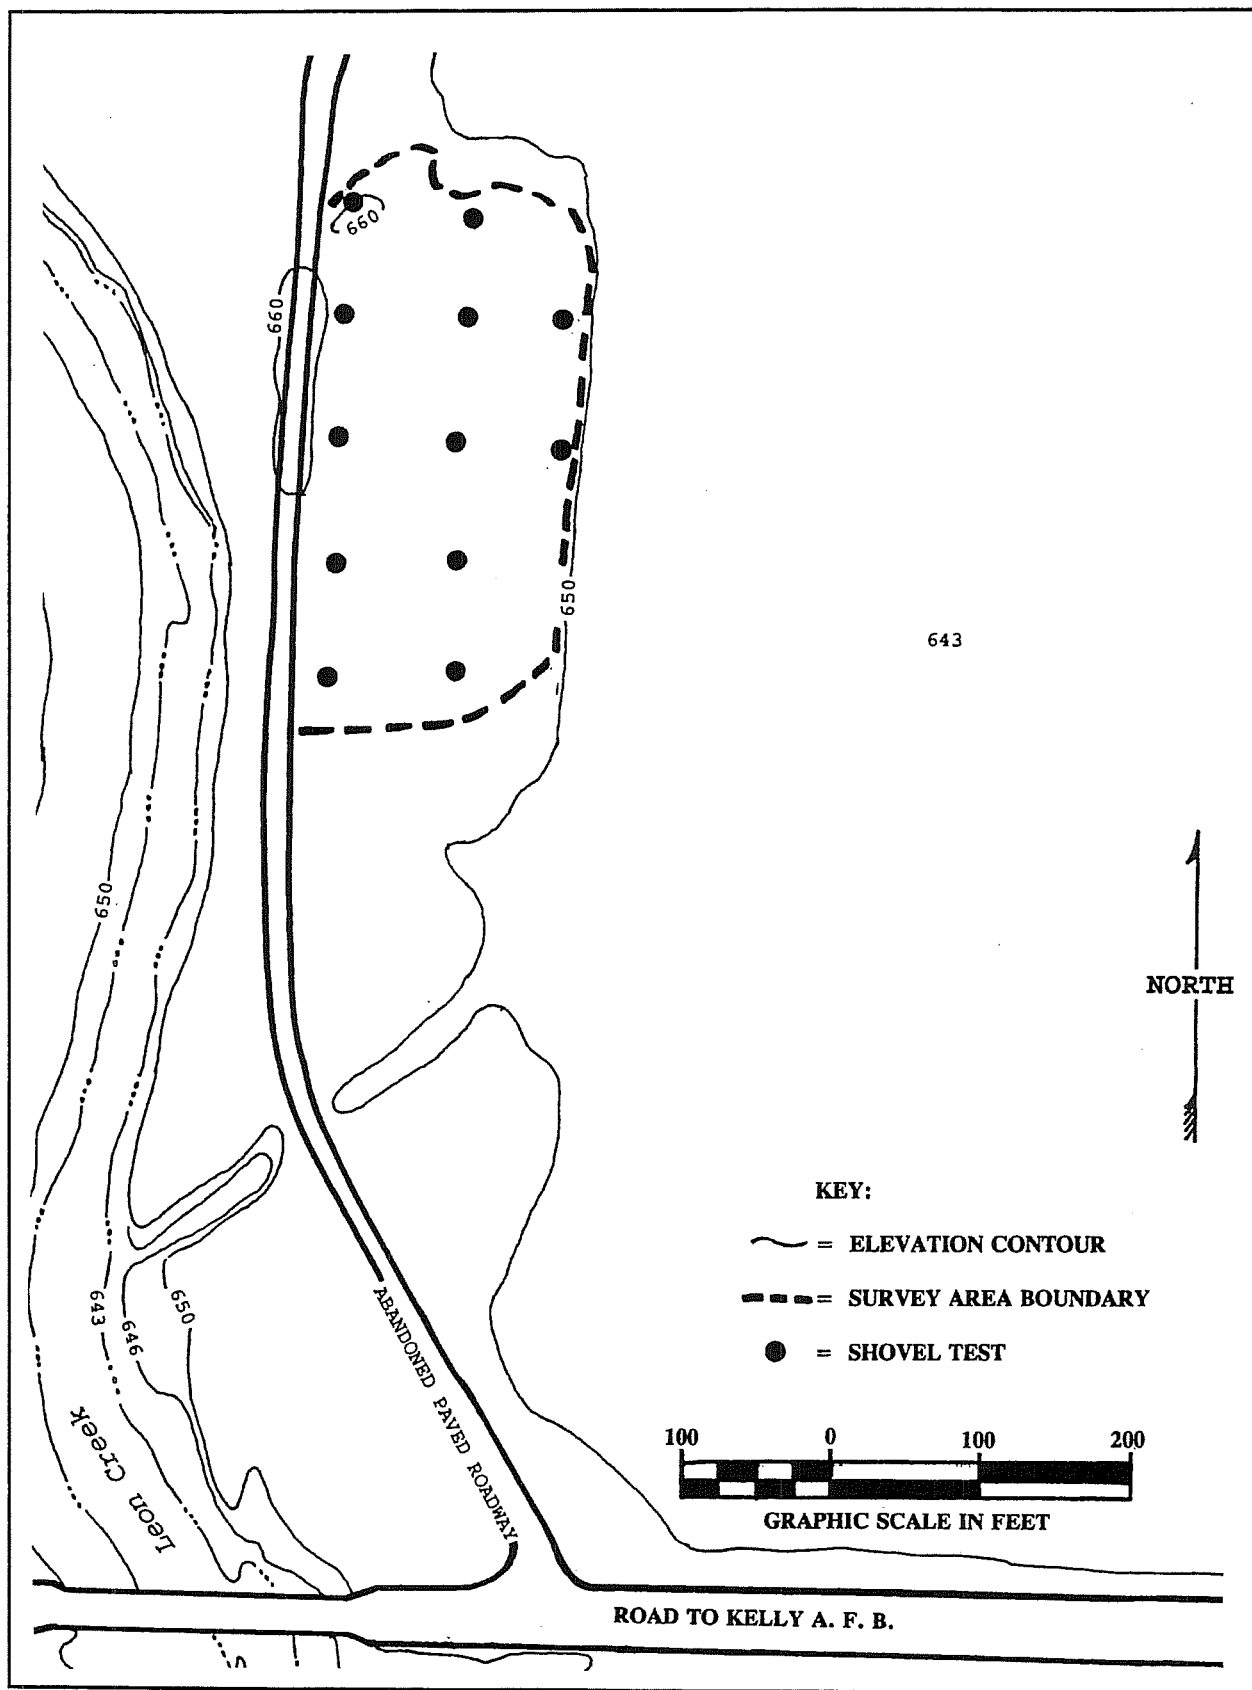 660
660
650
643
659
NORTH
KEY:
= ELEVATION CONTOUR
= SURVEY AREA BOUNDARY
= SHOVEL TEST
643
646
650
ABANDONED PAVED ROADWAY
Leon Creek
100 0 100 200
GRAPHIC SCALE IN FEET
ROAD TO KELLY A. F. B.